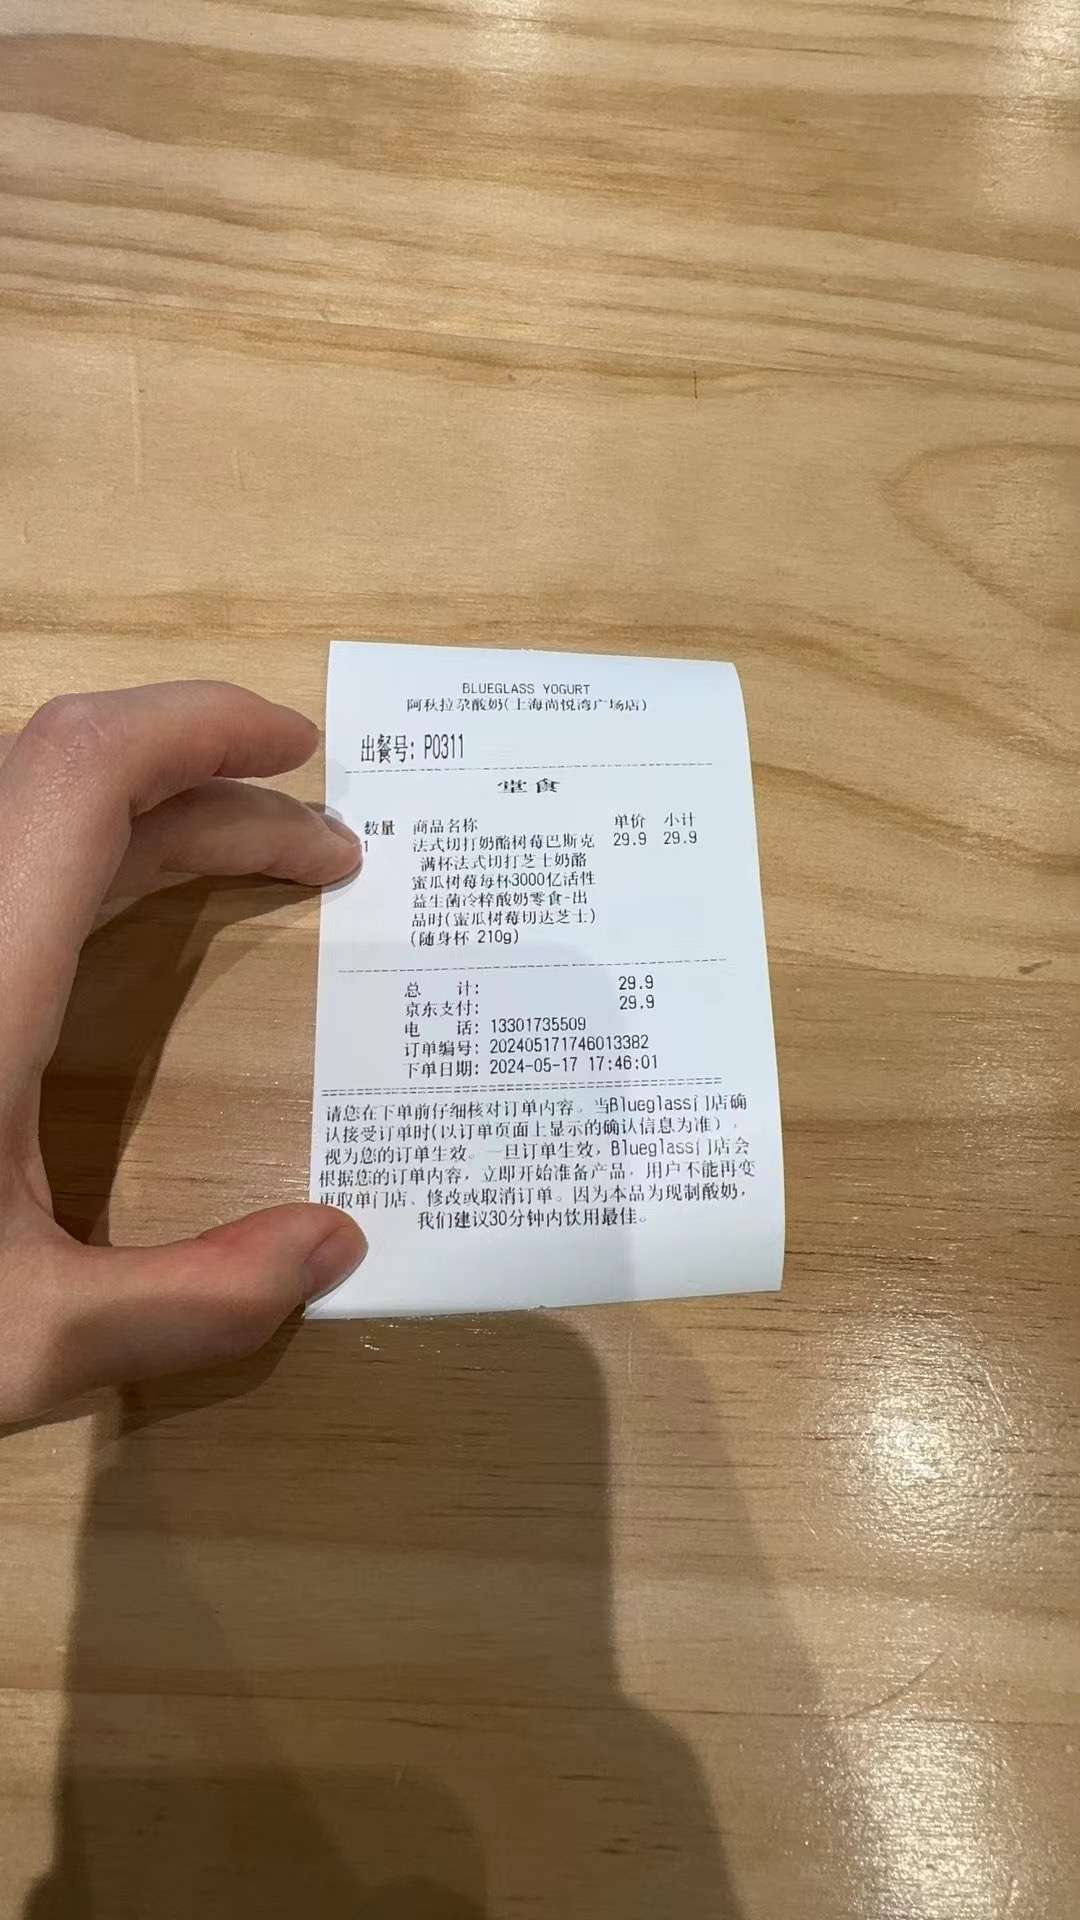 BLUEGLASS YOGURT
阿秋拉尕酸奶(上海尚悦湾广场店)
出餐号: P0311
堂食
数量 商品名称 单价 小计
1 法式切打奶酪树莓巴斯克 29.9 29.9
满杯法式切打芝士奶酪
蜜瓜树莓每杯3000亿活性
益生菌冷粹酸奶零食-出
品时(蜜瓜树莓切达芝士)
(随身杯 210g)
总 计: 29.9
京东支付: 29.9
电 话: 13301735509
订单编号: 202405171746013382
下单日期: 2024-05-17 17:46:01
请您在下单前仔细核对订单内容。当Blueglass门店确
认接受订单时(以订单页面上显示的确认信息为准),
视为您的订单生效。一旦订单生效, Blueglass门店会
根据您的订单内容, 立即开始准备产品, 用户不能再变
更取单门店、修改或取消订单。因为本品为现制酸奶,
我们建议30分钟内饮用最佳。